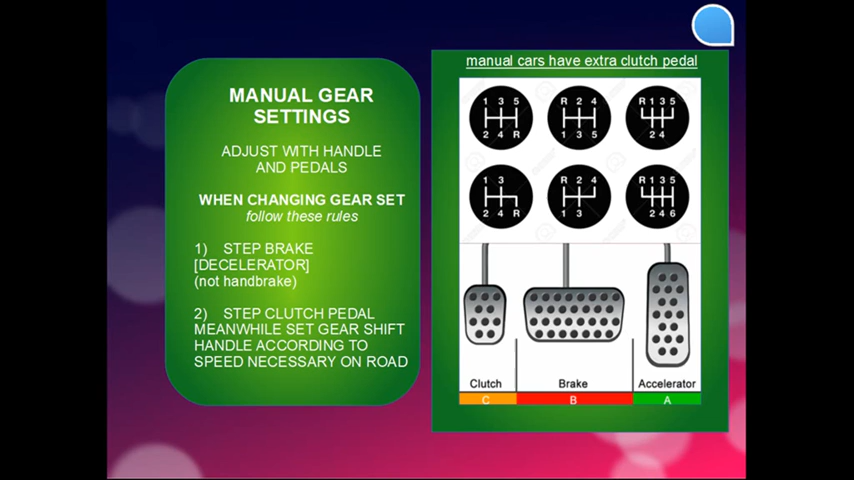 MANUAL GEAR
SETTINGS
ADJUST WITH HANDLE
AND PEDALS
WHEN CHANGING GEAR SET
follow these rules
1) STEP BRAKE
[DECELERATOR]
(not handbrake)
2) STEP CLUTCH PEDAL
MEANWHILE SET GEAR SHIFT
HANDLE ACCORDING TO
SPEED NECESSARY ON ROAD
manual cars have extra clutch pedal
1 3 5 R 2 4 R 1 3 5
2 4 R 1 3 5 2 4
1 3 R 2 4 R 1 3 5
2 4 R 1 3 2 4 6
Clutch Brake Accelerator
C B A